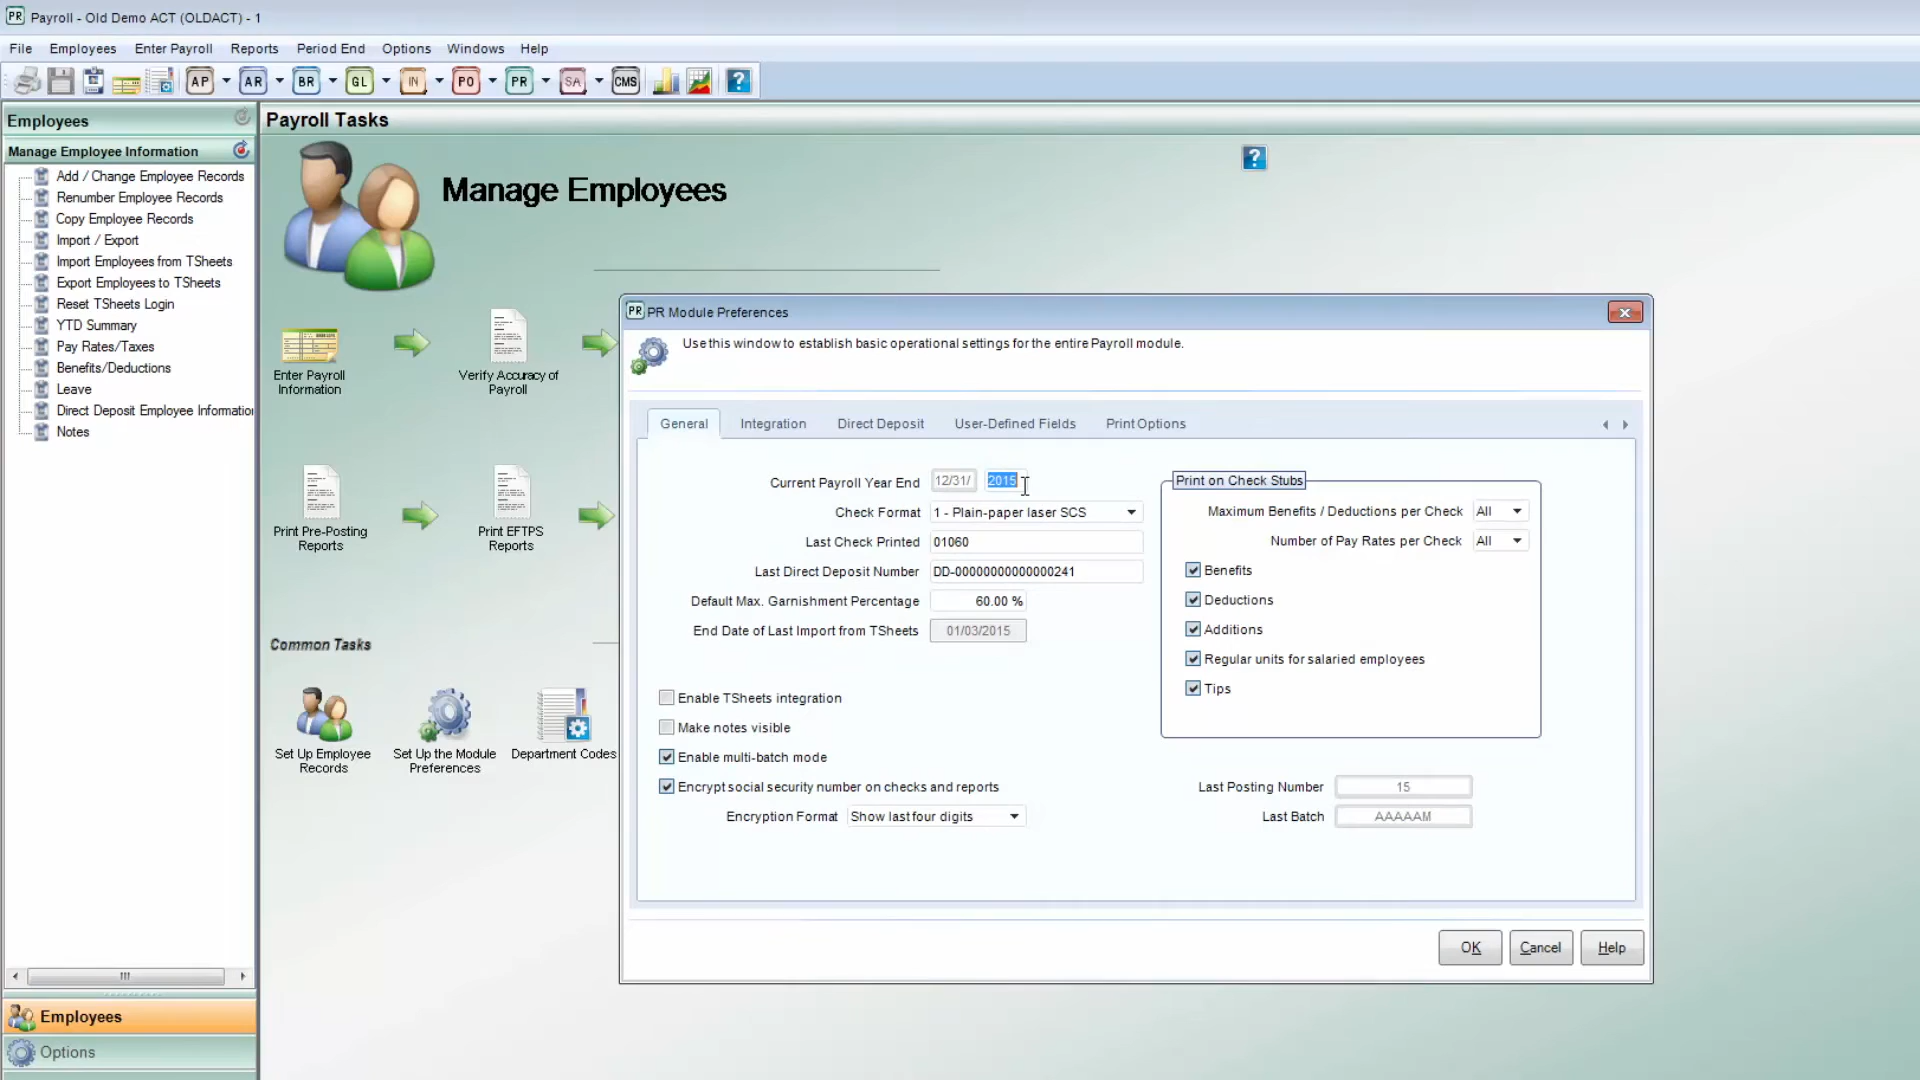 PR Payroll - Old Demo ACT (OLDACT) - 1
File Employees Enter Payroll Reports Period End Options Windows Help
AP AR BR GL IN PO PR SA CMS ?
Employees
Manage Employee Information
Add / Change Employee Records
Renumber Employee Records
Copy Employee Records
Import / Export
Import Employees from TSheets
Export Employees to TSheets
Reset TSheets Login
YTD Summary
Pay Rates/Taxes
Benefits/Deductions
Leave
Direct Deposit Employee Informatio
Notes
Employees
Options
Payroll Tasks
?
Manage Employees
Enter Payroll
Information
Verify Accuracy of
Payroll
Print Pre-Posting
Reports
Print EFTPS
Reports
Common Tasks
Set Up Employee
Records
Set Up the Module
Preferences
Department Codes
PR PR Module Preferences
Use this window to establish basic operational settings for the entire Payroll module.
General Integration Direct Deposit User-Defined Fields Print Options
Current Payroll Year End 12/31/ 2015
Check Format 1 - Plain-paper laser SCS
Last Check Printed 01060
Last Direct Deposit Number DD-00000000000000241
Default Max. Garnishment Percentage 60.00 %
End Date of Last Import from TSheets 01/03/2015
Enable TSheets integration
Make notes visible
Enable multi-batch mode
Encrypt social security number on checks and reports
Encryption Format Show last four digits
Print on Check Stubs
Maximum Benefits / Deductions per Check All
Number of Pay Rates per Check All
Benefits
Deductions
Additions
Regular units for salaried employees
Tips
Last Posting Number 15
Last Batch AAAAAM
OK Cancel Help